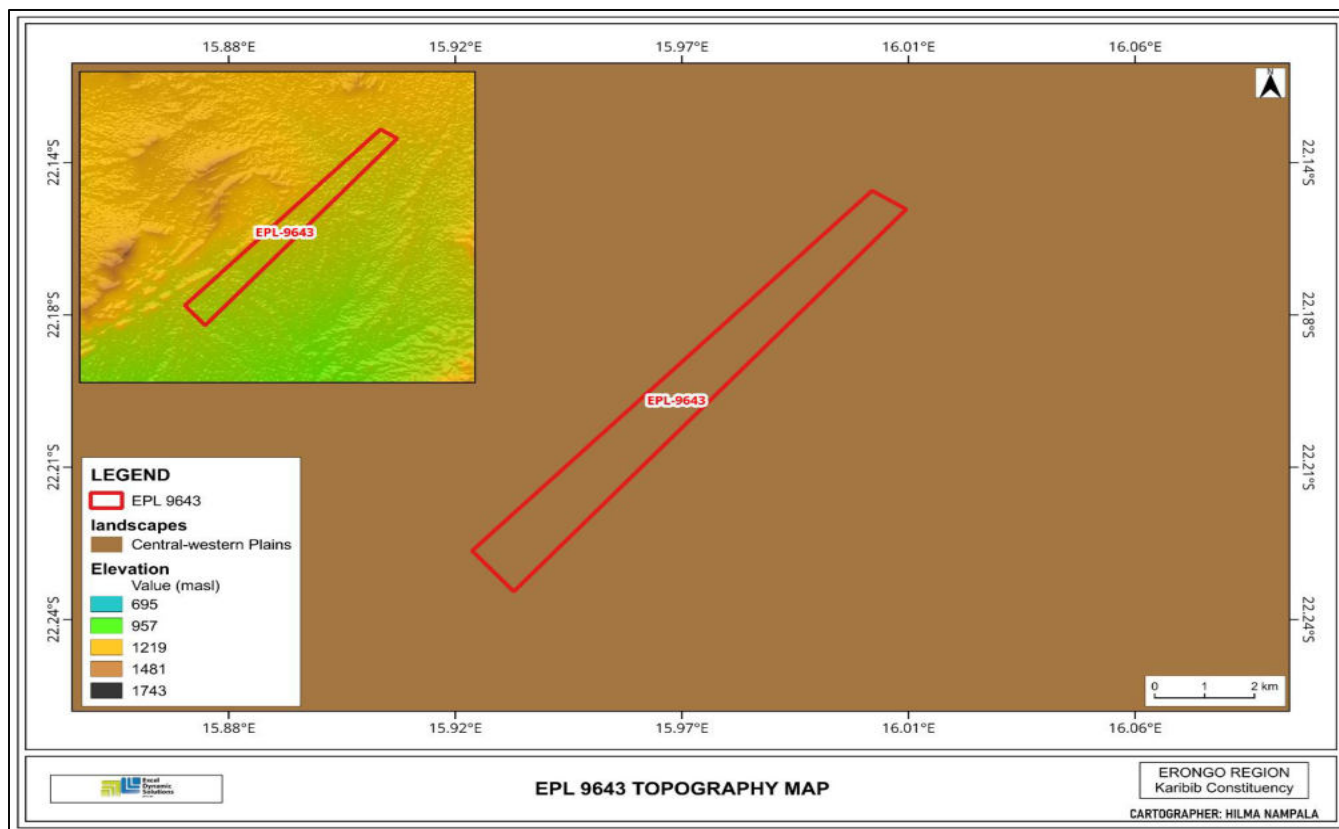 15.88°E 15.92°E 15.97°E 16.01°E 16.06°E
N
22.14°S 22.14°S
EPL-9643
22.18°S 22.18°S
EPL-9643
22.21°S 22.21°S
LEGEND
EPL 9643
landscapes
Central-western Plains
Elevation
Value (masl)
695
957
1219
1481
1743
22.24°S 22.24°S
0 1 2 km
15.88°E 15.92°E 15.97°E 16.01°E 16.06°E
Excel
Dynamic
Solutions
EPL 9643 TOPOGRAPHY MAP
ERONGO REGION
Karibib Constituency
CARTOGRAPHER: HILMA NAMPALA